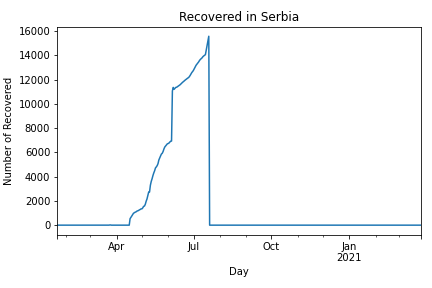 Recovered in Serbia
16000
14000
12000
10000
8000
6000
4000
2000
0
Number of Recovered
Apr
Jul
Oct
Jan
2021
Day